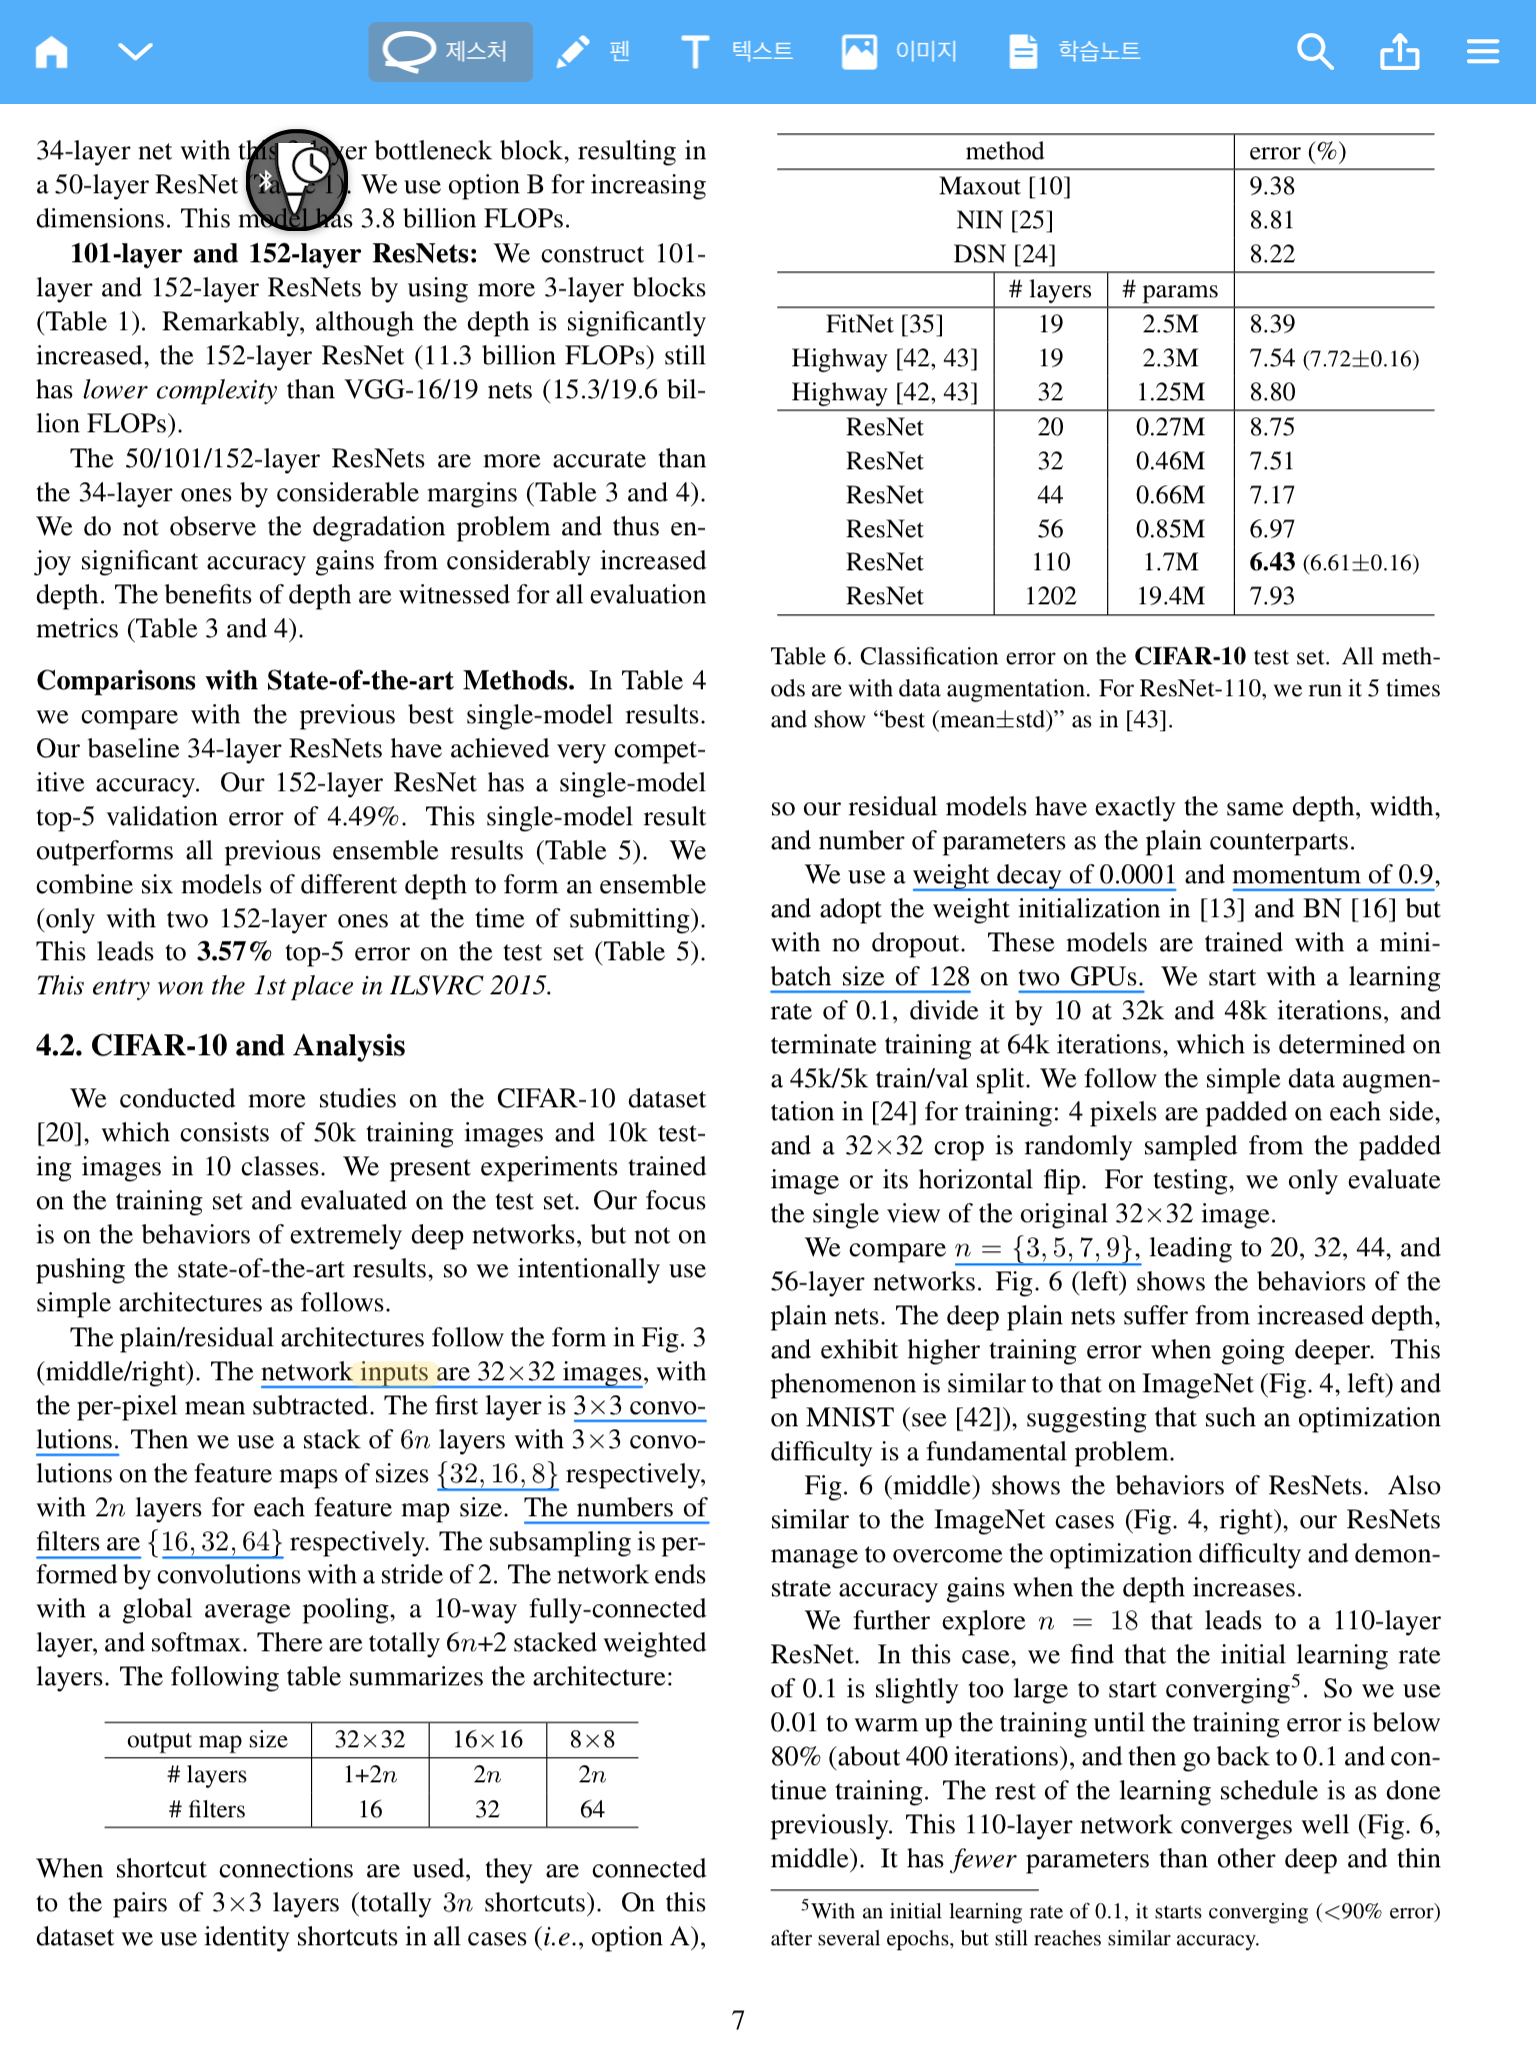 제스처 펜 텍스트 이미지 학습노트
34-layer net with this bottleneck block, resulting in
a 50-layer ResNet 1). We use option B for increasing
dimensions. This model has 3.8 billion FLOPs.
101-layer and 152-layer ResNets: We construct 101-
layer and 152-layer ResNets by using more 3-layer blocks
(Table 1). Remarkably, although the depth is significantly
increased, the 152-layer ResNet (11.3 billion FLOPs) still
has lower complexity than VGG-16/19 nets (15.3/19.6 bil-
lion FLOPs).
The 50/101/152-layer ResNets are more accurate than
the 34-layer ones by considerable margins (Table 3 and 4).
We do not observe the degradation problem and thus en-
joy significant accuracy gains from considerably increased
depth. The benefits of depth are witnessed for all evaluation
metrics (Table 3 and 4).
Comparisons with State-of-the-art Methods. In Table 4
we compare with the previous best single-model results.
Our baseline 34-layer ResNets have achieved very compet-
itive accuracy. Our 152-layer ResNet has a single-model
top-5 validation error of 4.49%. This single-model result
outperforms all previous ensemble results (Table 5). We
combine six models of different depth to form an ensemble
(only with two 152-layer ones at the time of submitting).
This leads to 3.57% top-5 error on the test set (Table 5).
This entry won the 1st place in ILSVRC 2015.
4.2. CIFAR-10 and Analysis
We conducted more studies on the CIFAR-10 dataset
[20], which consists of 50k training images and 10k test-
ing images in 10 classes. We present experiments trained
on the training set and evaluated on the test set. Our focus
is on the behaviors of extremely deep networks, but not on
pushing the state-of-the-art results, so we intentionally use
simple architectures as follows.
The plain/residual architectures follow the form in Fig. 3
(middle/right). The network inputs are 32×32 images, with
the per-pixel mean subtracted. The first layer is 3×3 convo-
lutions. Then we use a stack of 6n layers with 3×3 convo-
lutions on the feature maps of sizes {32, 16, 8} respectively,
with 2n layers for each feature map size. The numbers of
filters are {16, 32, 64} respectively. The subsampling is per-
formed by convolutions with a stride of 2. The network ends
with a global average pooling, a 10-way fully-connected
layer, and softmax. There are totally 6n+2 stacked weighted
layers. The following table summarizes the architecture:
output map size 32×32 16×16 8×8
# layers 1+2n 2n 2n
# filters 16 32 64
When shortcut connections are used, they are connected
to the pairs of 3×3 layers (totally 3n shortcuts). On this
dataset we use identity shortcuts in all cases (i.e., option A),
method error (%)
Maxout [10] 9.38
NIN [25] 8.81
DSN [24] 8.22
# layers # params
FitNet [35] 19 2.5M 8.39
Highway [42, 43] 19 2.3M 7.54 (7.72±0.16)
Highway [42, 43] 32 1.25M 8.80
ResNet 20 0.27M 8.75
ResNet 32 0.46M 7.51
ResNet 44 0.66M 7.17
ResNet 56 0.85M 6.97
ResNet 110 1.7M 6.43 (6.61±0.16)
ResNet 1202 19.4M 7.93
Table 6. Classification error on the CIFAR-10 test set. All meth-
ods are with data augmentation. For ResNet-110, we run it 5 times
and show “best (mean±std)” as in [43].
so our residual models have exactly the same depth, width,
and number of parameters as the plain counterparts.
We use a weight decay of 0.0001 and momentum of 0.9,
and adopt the weight initialization in [13] and BN [16] but
with no dropout. These models are trained with a mini-
batch size of 128 on two GPUs. We start with a learning
rate of 0.1, divide it by 10 at 32k and 48k iterations, and
terminate training at 64k iterations, which is determined on
a 45k/5k train/val split. We follow the simple data augmen-
tation in [24] for training: 4 pixels are padded on each side,
and a 32×32 crop is randomly sampled from the padded
image or its horizontal flip. For testing, we only evaluate
the single view of the original 32×32 image.
We compare n = {3, 5, 7, 9}, leading to 20, 32, 44, and
56-layer networks. Fig. 6 (left) shows the behaviors of the
plain nets. The deep plain nets suffer from increased depth,
and exhibit higher training error when going deeper. This
phenomenon is similar to that on ImageNet (Fig. 4, left) and
on MNIST (see [42]), suggesting that such an optimization
difficulty is a fundamental problem.
Fig. 6 (middle) shows the behaviors of ResNets. Also
similar to the ImageNet cases (Fig. 4, right), our ResNets
manage to overcome the optimization difficulty and demon-
strate accuracy gains when the depth increases.
We further explore n = 18 that leads to a 110-layer
ResNet. In this case, we find that the initial learning rate
of 0.1 is slightly too large to start converging5. So we use
0.01 to warm up the training until the training error is below
80% (about 400 iterations), and then go back to 0.1 and con-
tinue training. The rest of the learning schedule is as done
previously. This 110-layer network converges well (Fig. 6,
middle). It has fewer parameters than other deep and thin
5With an initial learning rate of 0.1, it starts converging (<90% error)
after several epochs, but still reaches similar accuracy.
7